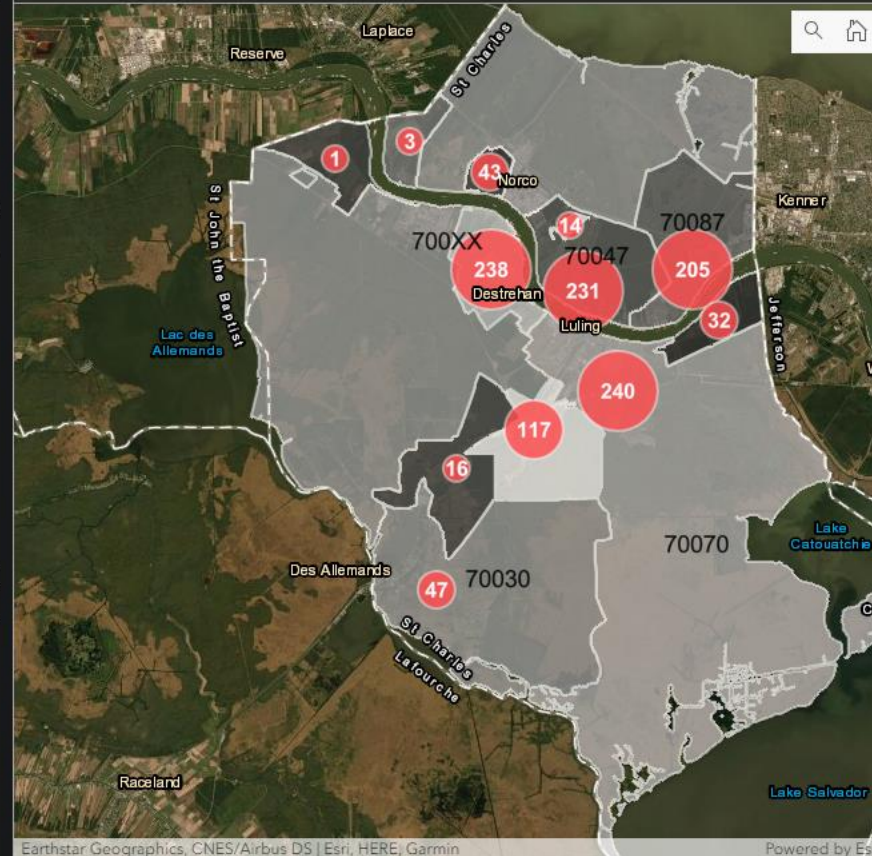 Laplace
Reserve
St Charles
3
1
43
Norco
Kenner
St John the Baptist
14
70087
700XX
70047
238
205
231
Destrehan
32
Luling
Jefferson
Lac des
Allemands
240
117
16
70070
Lake
Catouatchie
Des Allemands
70030
47
St Charles
Lafourche
Raceland
Lake Salvador
Earthstar Geographics, CNES/Airbus DS | Esri, HERE, Garmin
Powered by Es